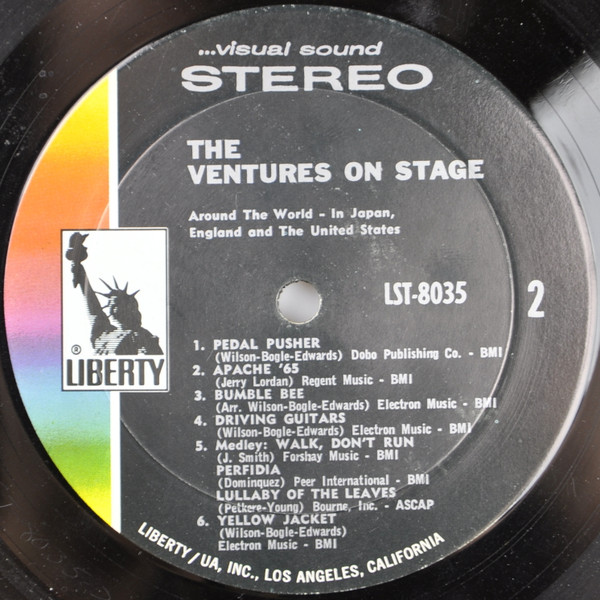 ...visual sound
STEREO
THE
VENTURES ON STAGE
Around The World - In Japan,
England and The United States
LST-8035
2
® LIBERTY
1. PEDAL PUSHER
(Wilson-Bogle-Edwards) Dobo Publishing Co. - BMI
2. APACHE '65
(Jerry Lordan) Regent Music - BMI
3. BUMBLE BEE
(Arr. Wilson-Bogle-Edwards) Electron Music - BMI
4. DRIVING GUITARS
(Wilson-Bogle-Edwards) Electron Music - BMI
5. Medley: WALK, DON'T RUN
(J. Smith) Forshay Music - BMI
PERFIDIA
(Dominquez) Peer International - BMI
LULLABY OF THE LEAVES
(Petkere-Young) Bourne, Inc. - ASCAP
6. YELLOW JACKET
(Wilson-Bogle-Edwards)
Electron Music - BMI
LIBERTY/UA, INC., LOS ANGELES, CALIFORNIA